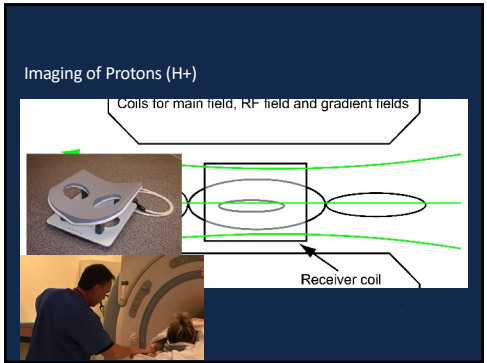 Imaging of Protons (H+)
Coils for main field, RF field and gradient fields
Receiver coil